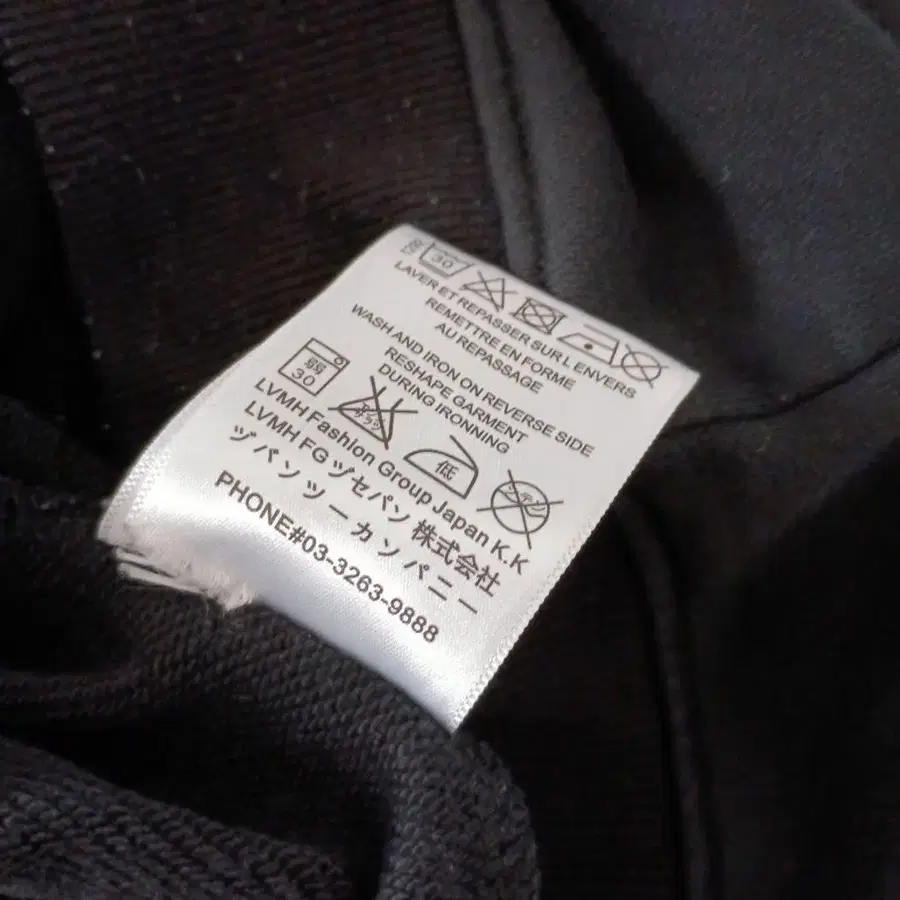 30
LAVER ET REPASSER SUR L ENVERS
REMETTRE EN FORME
AU REPASSAGE
WASH AND IRON ON REVERSE SIDE
RESHAPE GARMENT
DURING IRONNING
弱
30
低
LVMH Fashion Group Japan K.K
LVMH FG ヅセパン 株式会社
ヅパンツーカンパニー
PHONE#03-3263-9888